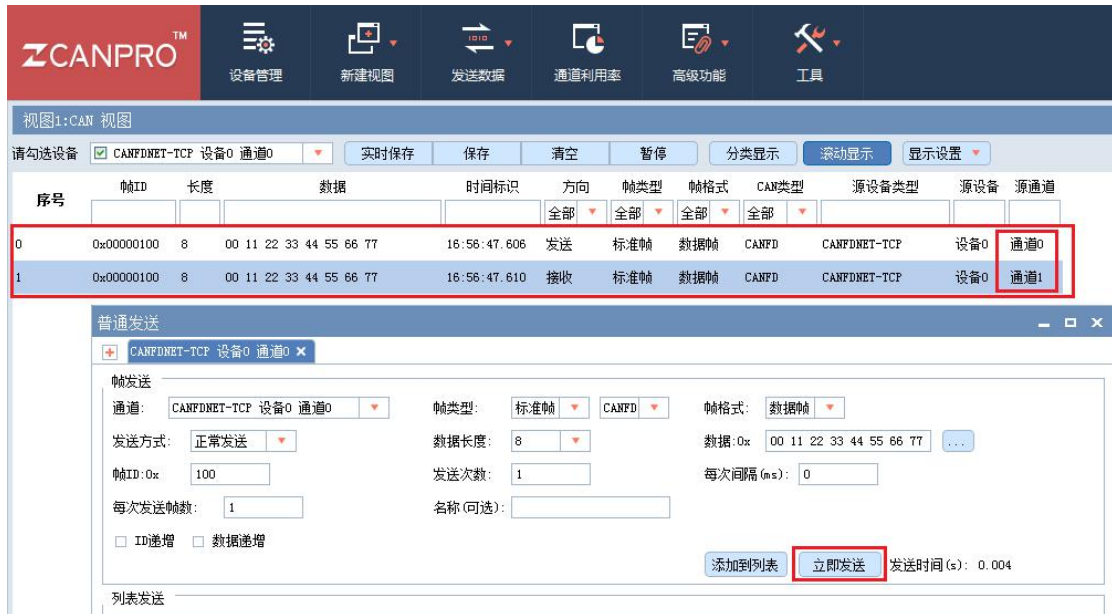 ZCANPRO™
设备管理 新建视图 发送数据 通道利用率 高级功能 工具
视图1:CAN 视图
请勾选设备 CANFDNET-TCP 设备0 通道0 实时保存 保存 清空 暂停 分类显示 滚动显示 显示设置
序号 帧ID 长度 数据 时间标识 方向 帧类型 帧格式 CAN类型 源设备类型 源设备 源通道
全部 全部 全部 全部
0 0x00000100 8 00 11 22 33 44 55 66 77 16:56:47.606 发送 标准帧 数据帧 CANFD CANFDNET-TCP 设备0 通道0
1 0x00000100 8 00 11 22 33 44 55 66 77 16:56:47.610 接收 标准帧 数据帧 CANFD CANFDNET-TCP 设备0 通道1
普通发送
CANFDNET-TCP 设备0 通道0
帧发送
通道: CANFDNET-TCP 设备0 通道0 帧类型: 标准帧 CANFD 帧格式: 数据帧
发送方式: 正常发送 数据长度: 8 数据:0x 00 11 22 33 44 55 66 77 ...
帧ID:0x 100 发送次数: 1 每次间隔(ms): 0
每次发送帧数: 1 名称(可选):
ID递增 数据递增
添加到列表 立即发送 发送时间(s): 0.004
列表发送